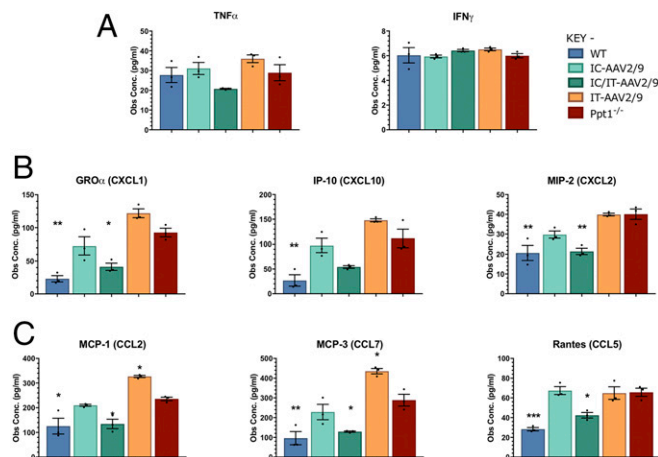 A
TNFα
Obs Conc. (pg/ml)
50
40
30
20
10
0
IFNγ
Obs Conc. (pg/ml)
8
6
4
2
0
KEY -
WT
IC-AAV2/9
IC/IT-AAV2/9
IT-AAV2/9
Ppt1-/-
B
GROα (CXCL1)
Obs Conc. (pg/ml)
150
100
50
0
**
*
IP-10 (CXCL10)
Obs Conc. (pg/ml)
200
150
100
50
0
**
MIP-2 (CXCL2)
Obs Conc. (pg/ml)
60
40
20
0
**
**
C
MCP-1 (CCL2)
Obs Conc. (pg/ml)
400
300
200
100
0
*
*
*
MCP-3 (CCL7)
Obs Conc. (pg/ml)
500
400
300
200
100
0
**
*
*
Rantes (CCL5)
Obs Conc. (pg/ml)
100
80
60
40
20
0
***
*